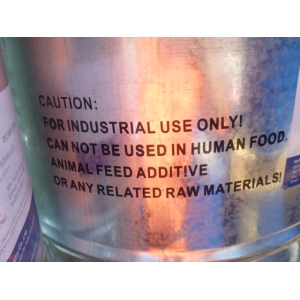 CAUTION:
FOR INDUSTRIAL USE ONLY!
CAN NOT BE USED IN HUMAN FOOD.
ANIMAL FEED ADDITIVE
OR ANY RELATED RAW MATERIALS!